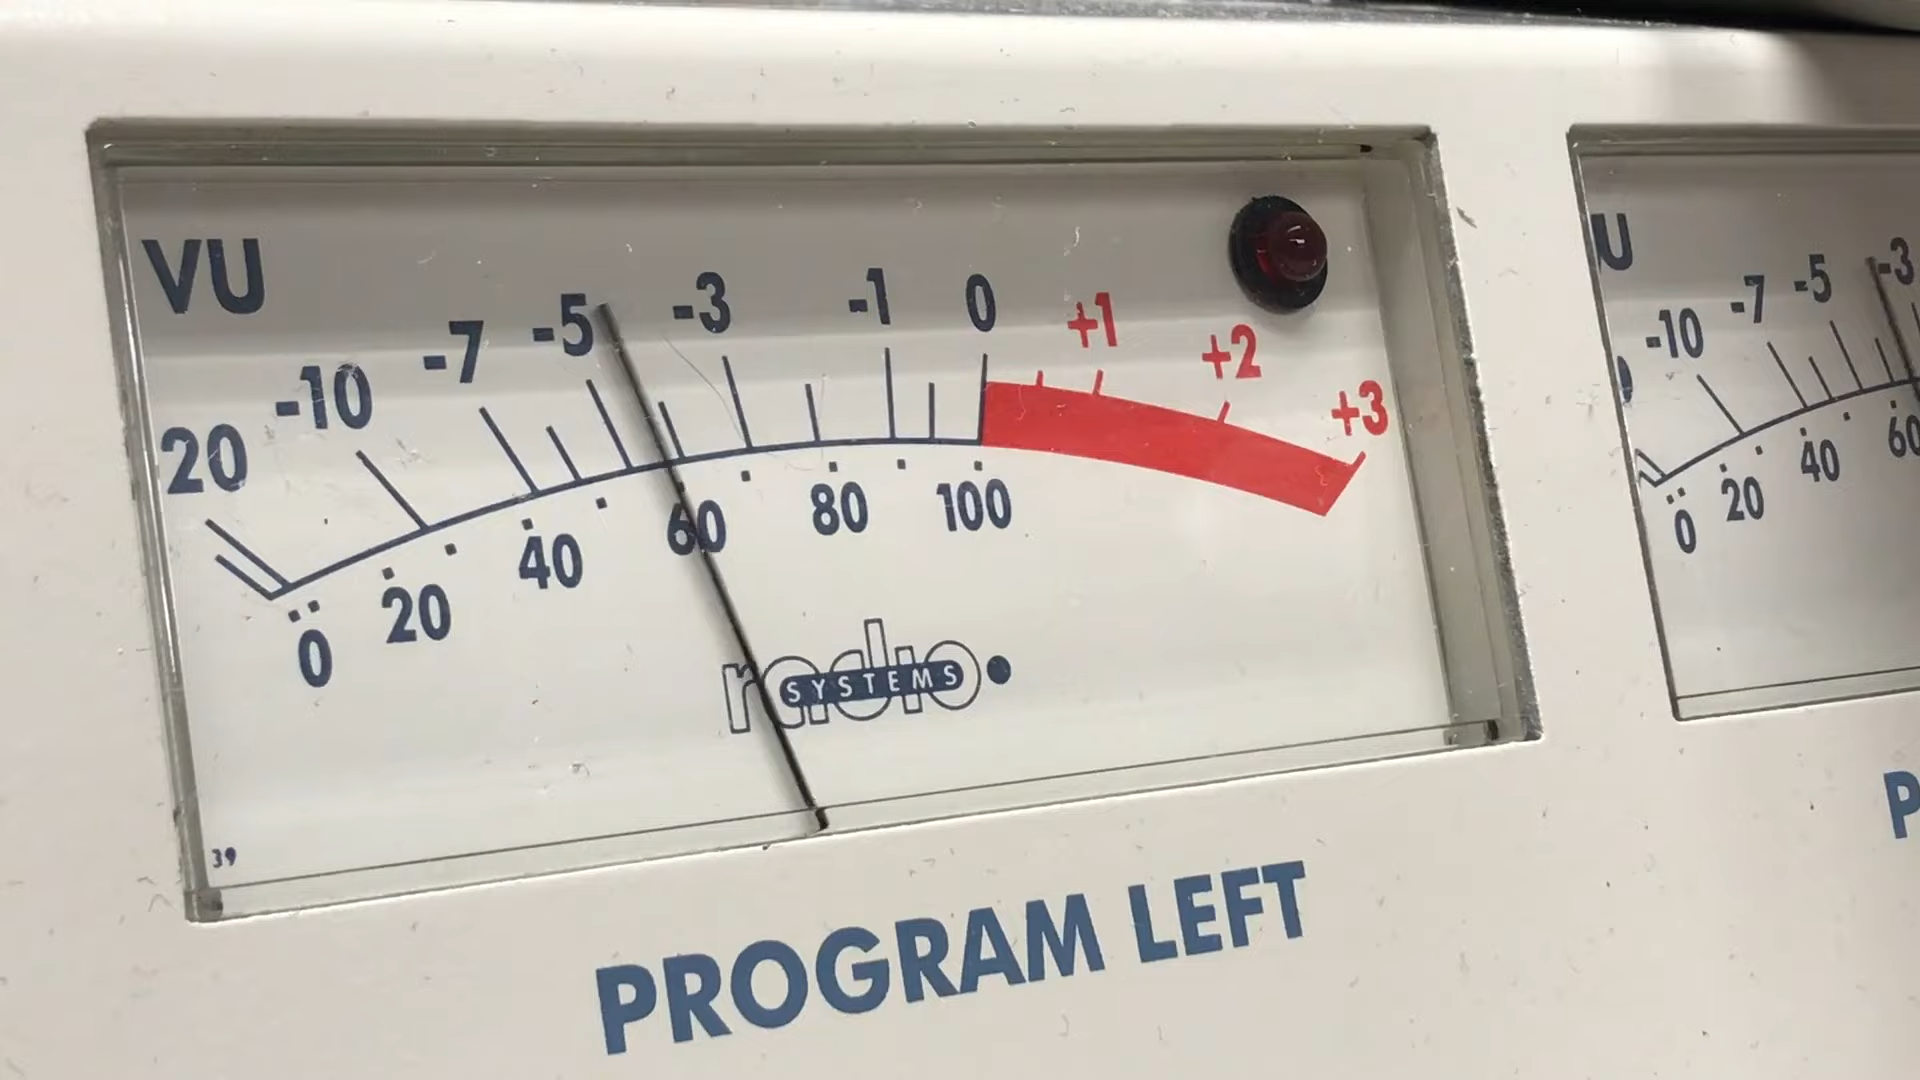 VU
20 -10 -7 -5 -3 -1 0 +1 +2 +3
0 20 40 60 80 100
radio
SYSTEMS
39
PROGRAM LEFT
U
-10 -7 -5 -3
0 20 40 60
P